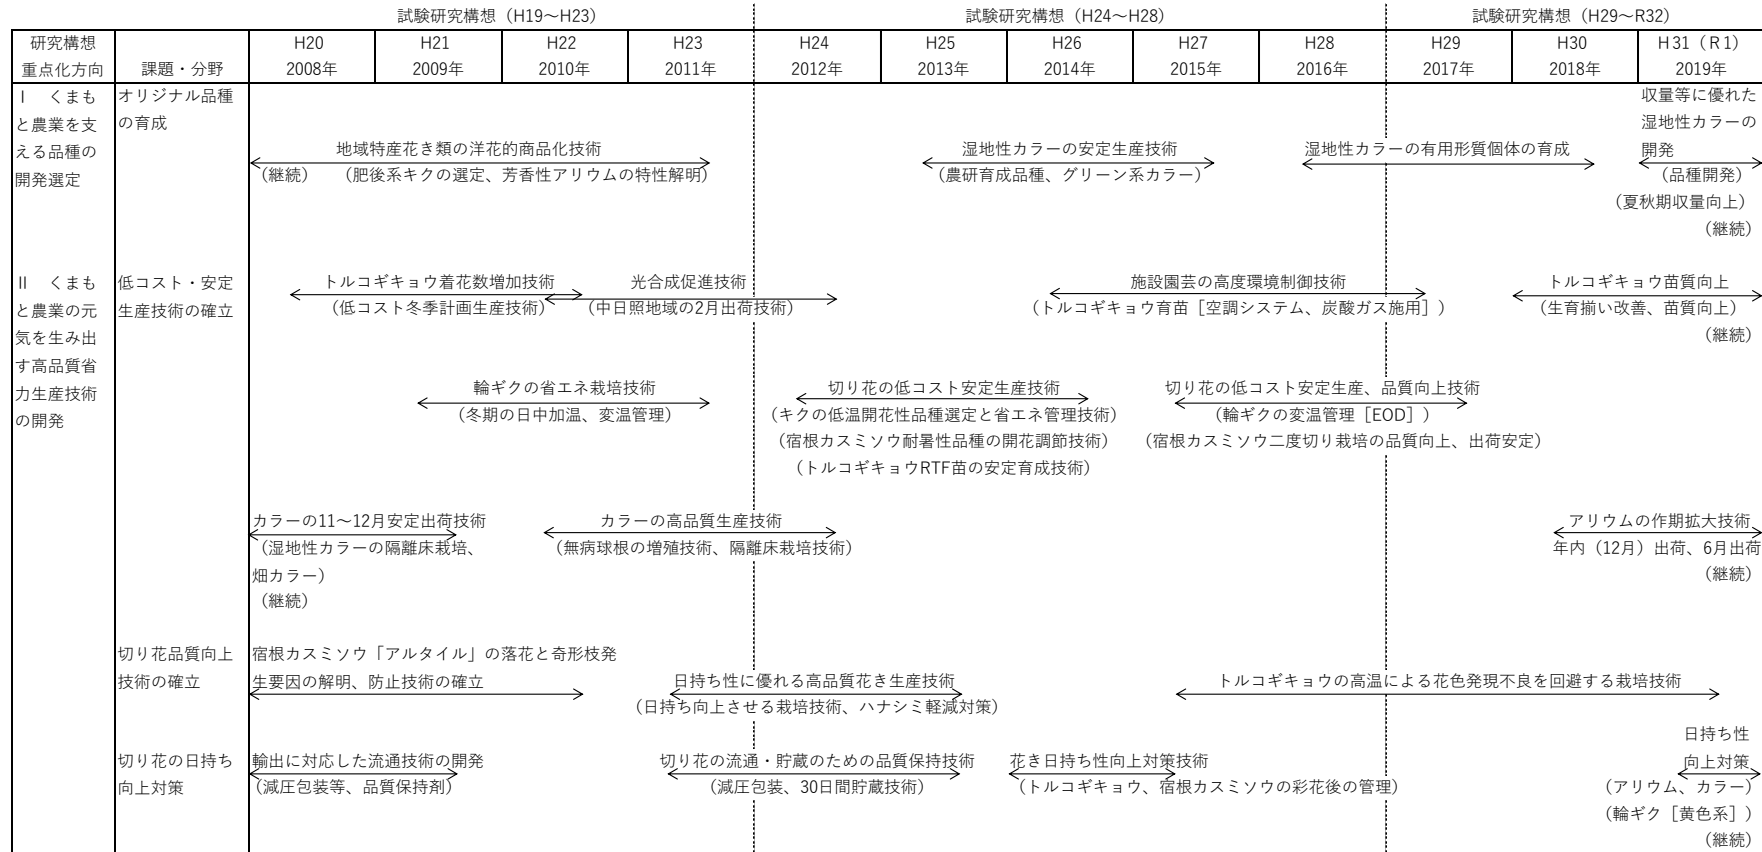 試験研究構想（H19～H23）
試験研究構想（H24～H28）
試験研究構想（H29～R32）
研究構想
重点化方向
課題・分野
H20
2008年
H21
2009年
H22
2010年
H23
2011年
H24
2012年
H25
2013年
H26
2014年
H27
2015年
H28
2016年
H29
2017年
H30
2018年
H31（R1）
2019年
Ⅰ　くまも
と農業を支
える品種の
開発選定
オリジナル品種
の育成
地域特産花き類の洋花的商品化技術
（継続）　（肥後系キクの選定、芳香性アリウムの特性解明）
湿地性カラーの安定生産技術
（農研育成品種、グリーン系カラー）
湿地性カラーの有用形質個体の育成
収量等に優れた
湿地性カラーの
開発
（品種開発）
（夏秋期収量向上）
（継続）
Ⅱ　くまも
と農業の元
気を生み出
す高品質省
力生産技術
の開発
低コスト・安定
生産技術の確立
トルコギキョウ着花数増加技術
（低コスト冬季計画生産技術）
光合成促進技術
（中日照地域の2月出荷技術）
施設園芸の高度環境制御技術
（トルコギキョウ育苗［空調システム、炭酸ガス施用］）
トルコギキョウ苗質向上
（生育揃い改善、苗質向上）
（継続）
輪ギクの省エネ栽培技術
（冬期の日中加温、変温管理）
切り花の低コスト安定生産技術
（キクの低温開花性品種選定と省エネ管理技術）
（宿根カスミソウ耐暑性品種の開花調節技術）
（トルコギキョウRTF苗の安定育成技術）
切り花の低コスト安定生産、品質向上技術
（輪ギクの変温管理［EOD］）
（宿根カスミソウ二度切り栽培の品質向上、出荷安定）
カラーの11～12月安定出荷技術
（湿地性カラーの隔離床栽培、
畑カラー）
（継続）
カラーの高品質生産技術
（無病球根の増殖技術、隔離床栽培技術）
アリウムの作期拡大技術
年内（12月）出荷、6月出荷
（継続）
切り花品質向上
技術の確立
宿根カスミソウ「アルタイル」の落花と奇形枝発
生要因の解明、防止技術の確立
日持ち性に優れる高品質花き生産技術
（日持ち向上させる栽培技術、ハナシミ軽減対策）
トルコギキョウの高温による花色発現不良を回避する栽培技術
切り花の日持ち
向上対策
輸出に対応した流通技術の開発
（減圧包装等、品質保持剤）
切り花の流通・貯蔵のための品質保持技術
（減圧包装、30日間貯蔵技術）
花き日持ち性向上対策技術
（トルコギキョウ、宿根カスミソウの彩花後の管理）
日持ち性
向上対策
（アリウム、カラー）
（輪ギク［黄色系］）
（継続）